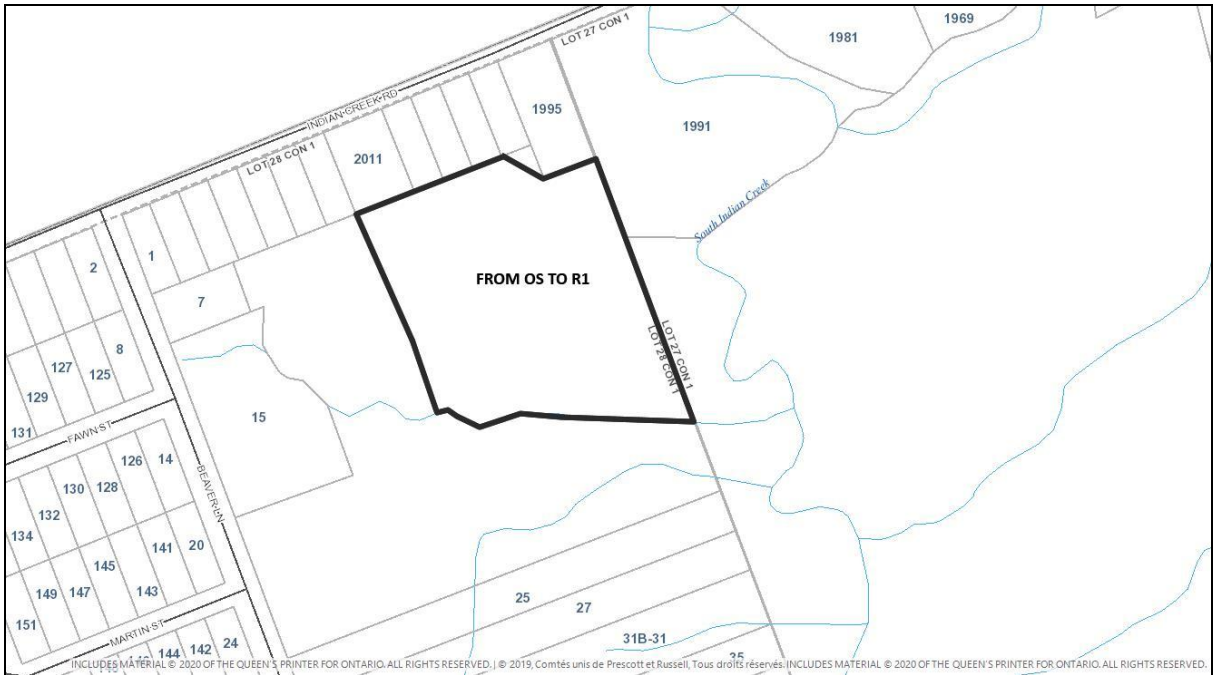 LOT 27 CON 1
1969
1981
INDIAN CREEK RD
1995
1991
LOT 28 CON 1
2011
South Indian Creek
1
2
7
FROM OS TO R1
LOT 27 CON 1
LOT 28 CON 1
8
127
125
129
15
131
FAWN ST
126
14
BEAVER LN
130
128
132
134
141
20
145
149
147
143
25
27
151
MARTIN ST
31B-31
144
142
24
35
INCLUDES MATERIAL © 2020 OF THE QUEEN'S PRINTER FOR ONTARIO. ALL RIGHTS RESERVED. | © 2019, Comtés unis de Prescott et Russell, Tous droits réservés. INCLUDES MATERIAL © 2020 OF THE QUEEN'S PRINTER FOR ONTARIO. ALL RIGHTS RESERVED.